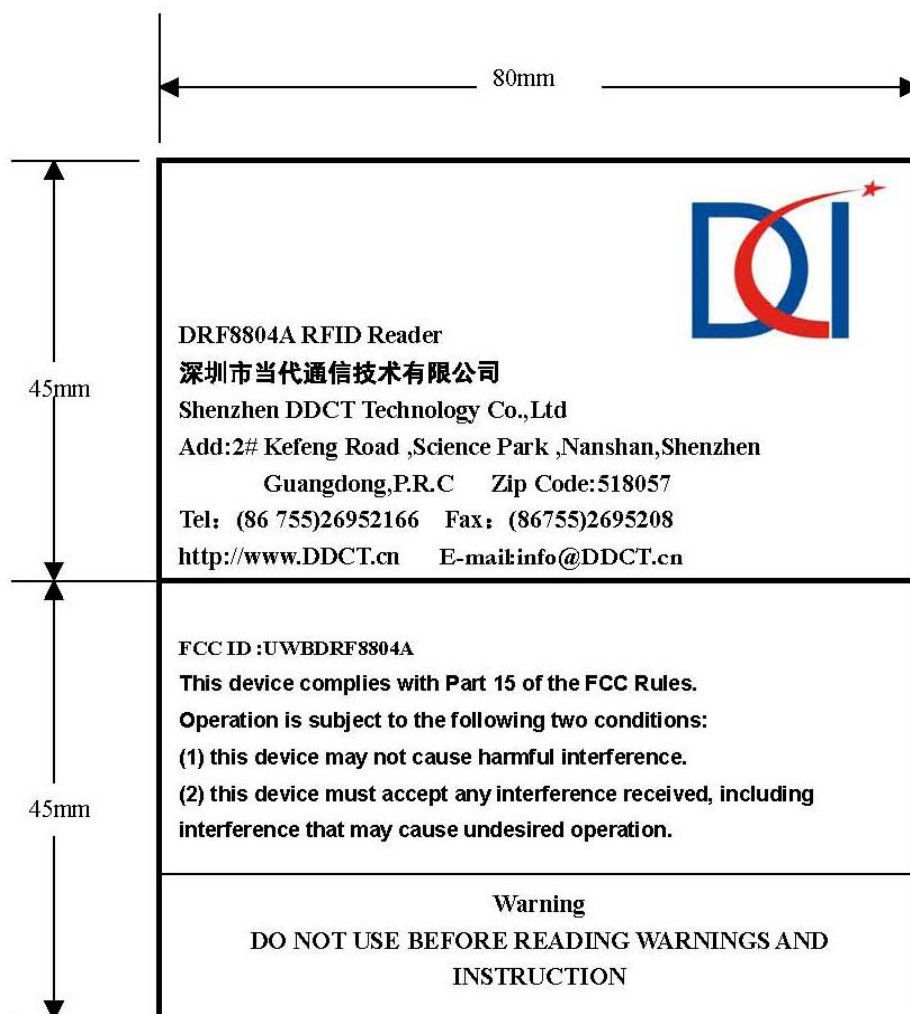 80mm
DCI
45mm
DRF8804A RFID Reader
深圳市当代通信技术有限公司
Shenzhen DDCT Technology Co.,Ltd
Add:2# Kefeng Road ,Science Park ,Nanshan,Shenzhen
Guangdong,P.R.C Zip Code:518057
Tel：(86 755)26952166 Fax：(86755)2695208
http://www.DDCT.cn E-mail:info@DDCT.cn
45mm
FCC ID :UWBDRF8804A
This device complies with Part 15 of the FCC Rules.
Operation is subject to the following two conditions:
(1) this device may not cause harmful interference.
(2) this device must accept any interference received, including
interference that may cause undesired operation.
Warning
DO NOT USE BEFORE READING WARNINGS AND
INSTRUCTION